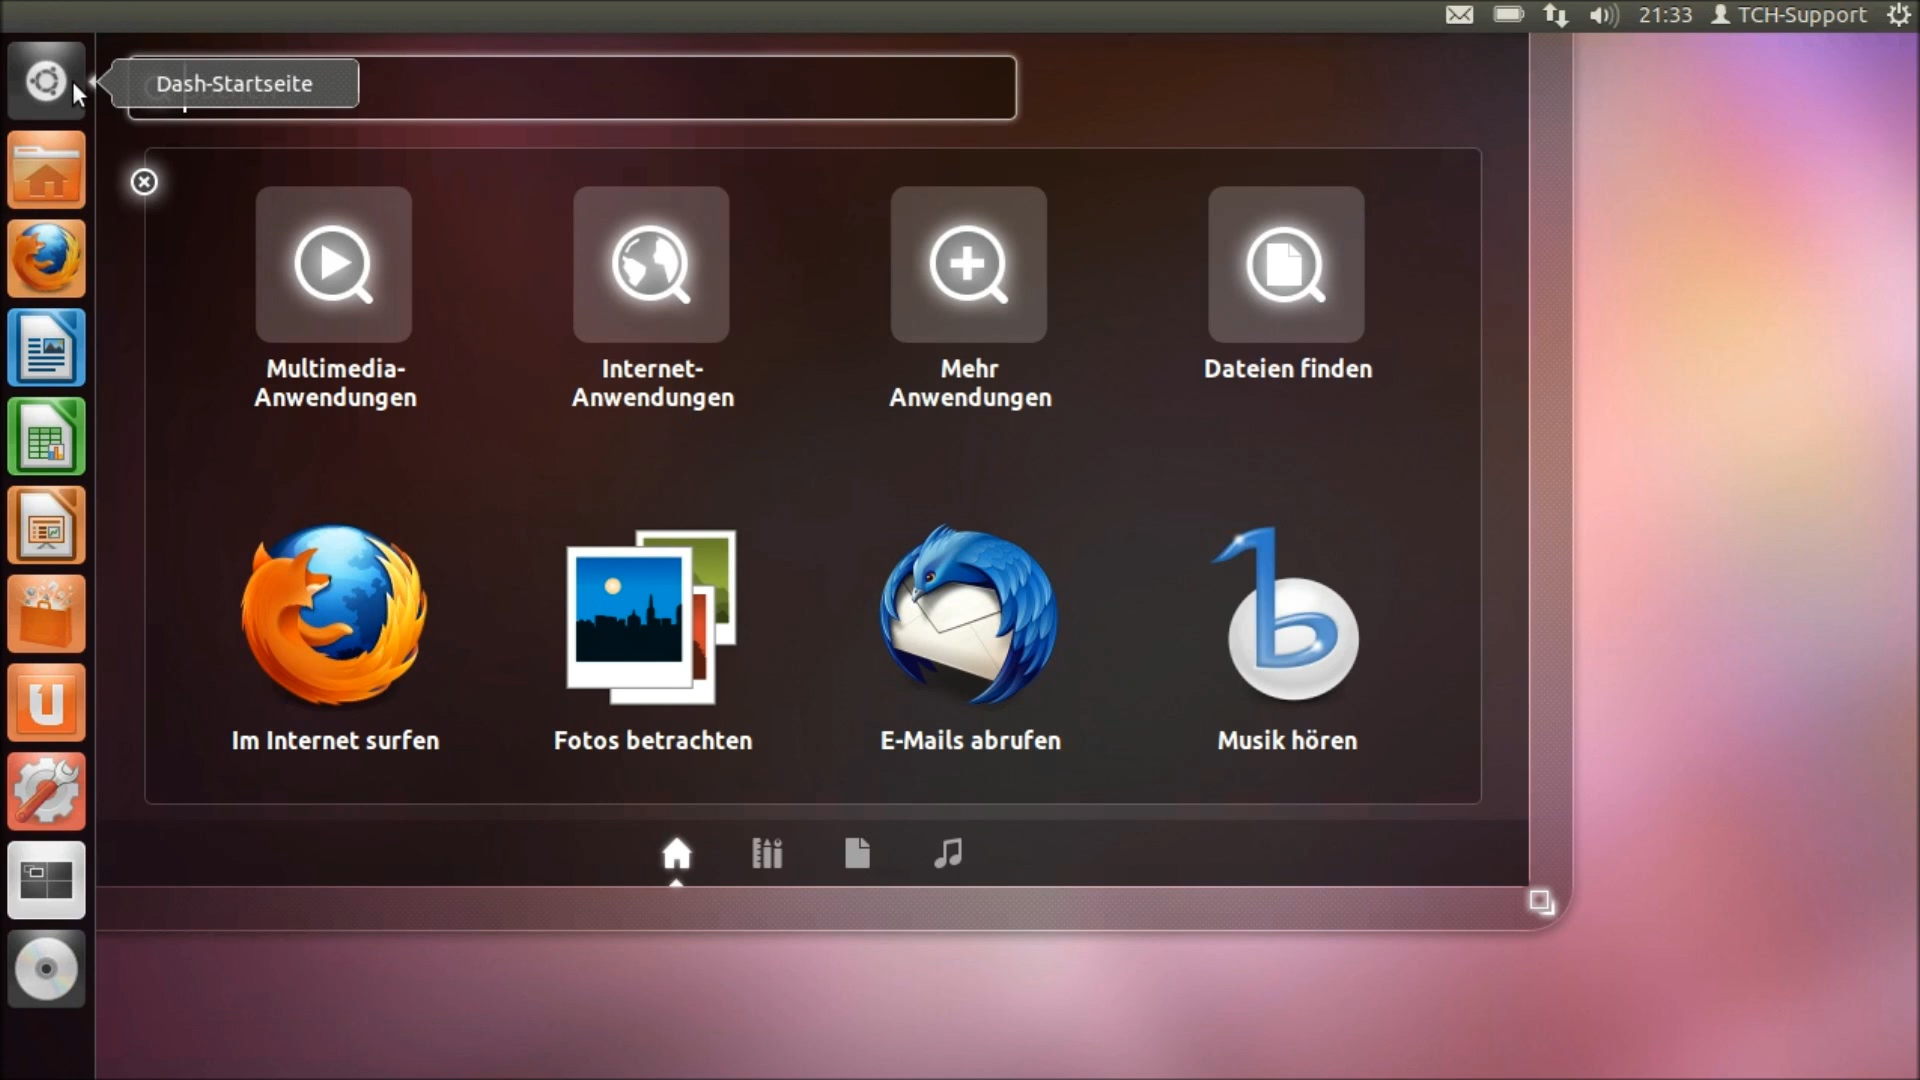 21:33 TCH-Support
Dash-Startseite
Multimedia-
Anwendungen
Internet-
Anwendungen
Mehr
Anwendungen
Dateien finden
Im Internet surfen
Fotos betrachten
E-Mails abrufen
Musik hören